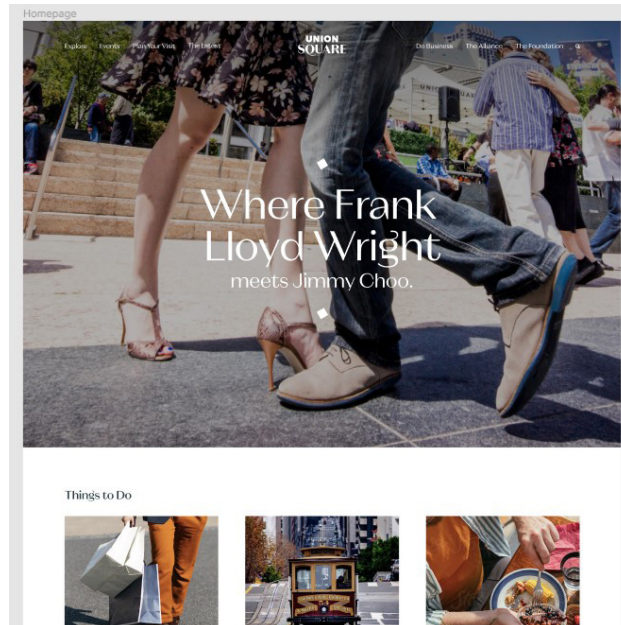 Homepage
Explore Events Plan Your Visit The Latest
UNION
SQUARE
Do Business The Alliance The Foundation
Where Frank
Lloyd Wright
meets Jimmy Choo.
Things to Do